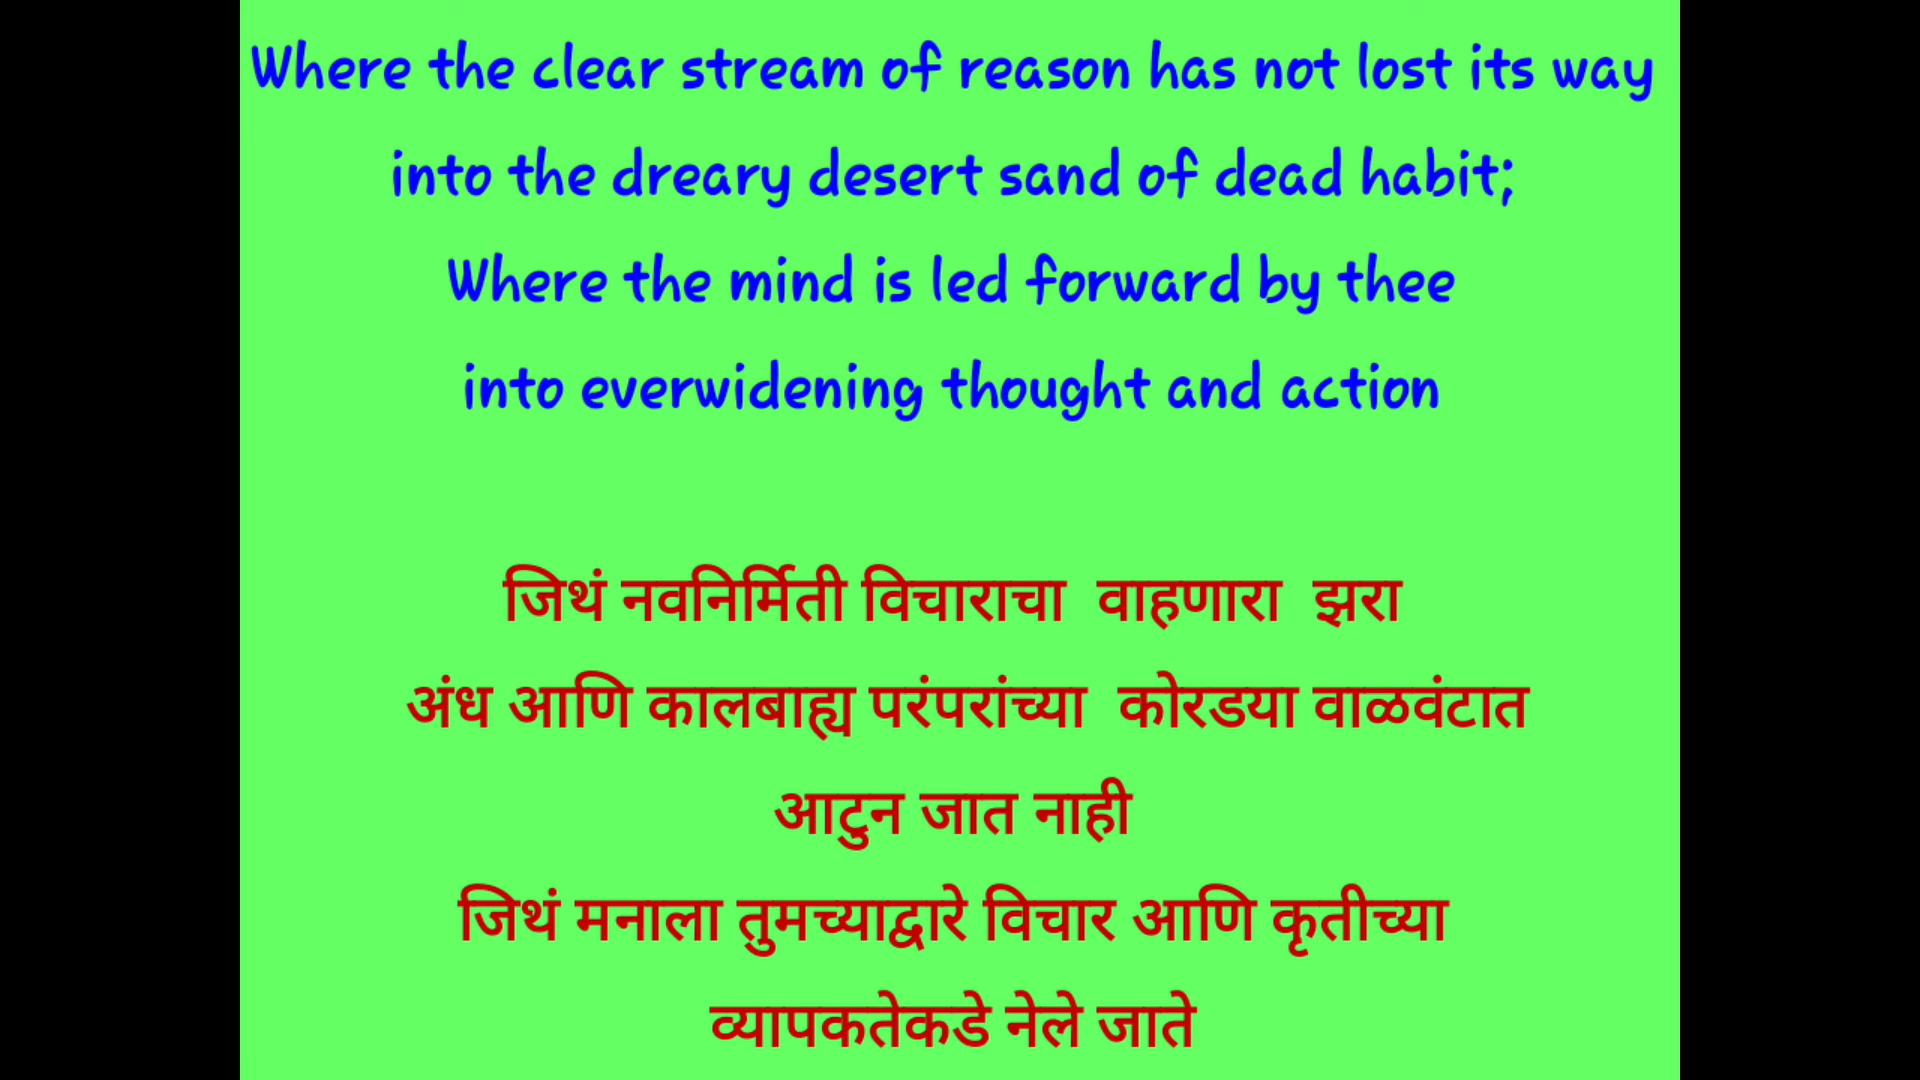 Where the clear stream of reason has not lost its way
into the dreary desert sand of dead habit;
Where the mind is led forward by thee
into everwidening thought and action
जिथं नवनिर्मिती विचाराचा वाहणारा झरा
अंध आणि कालबाह्य परंपरांच्या कोरडया वाळवंटात
आटुन जात नाही
जिथं मनाला तुमच्याद्वारे विचार आणि कृतीच्या
व्यापकतेकडे नेले जाते